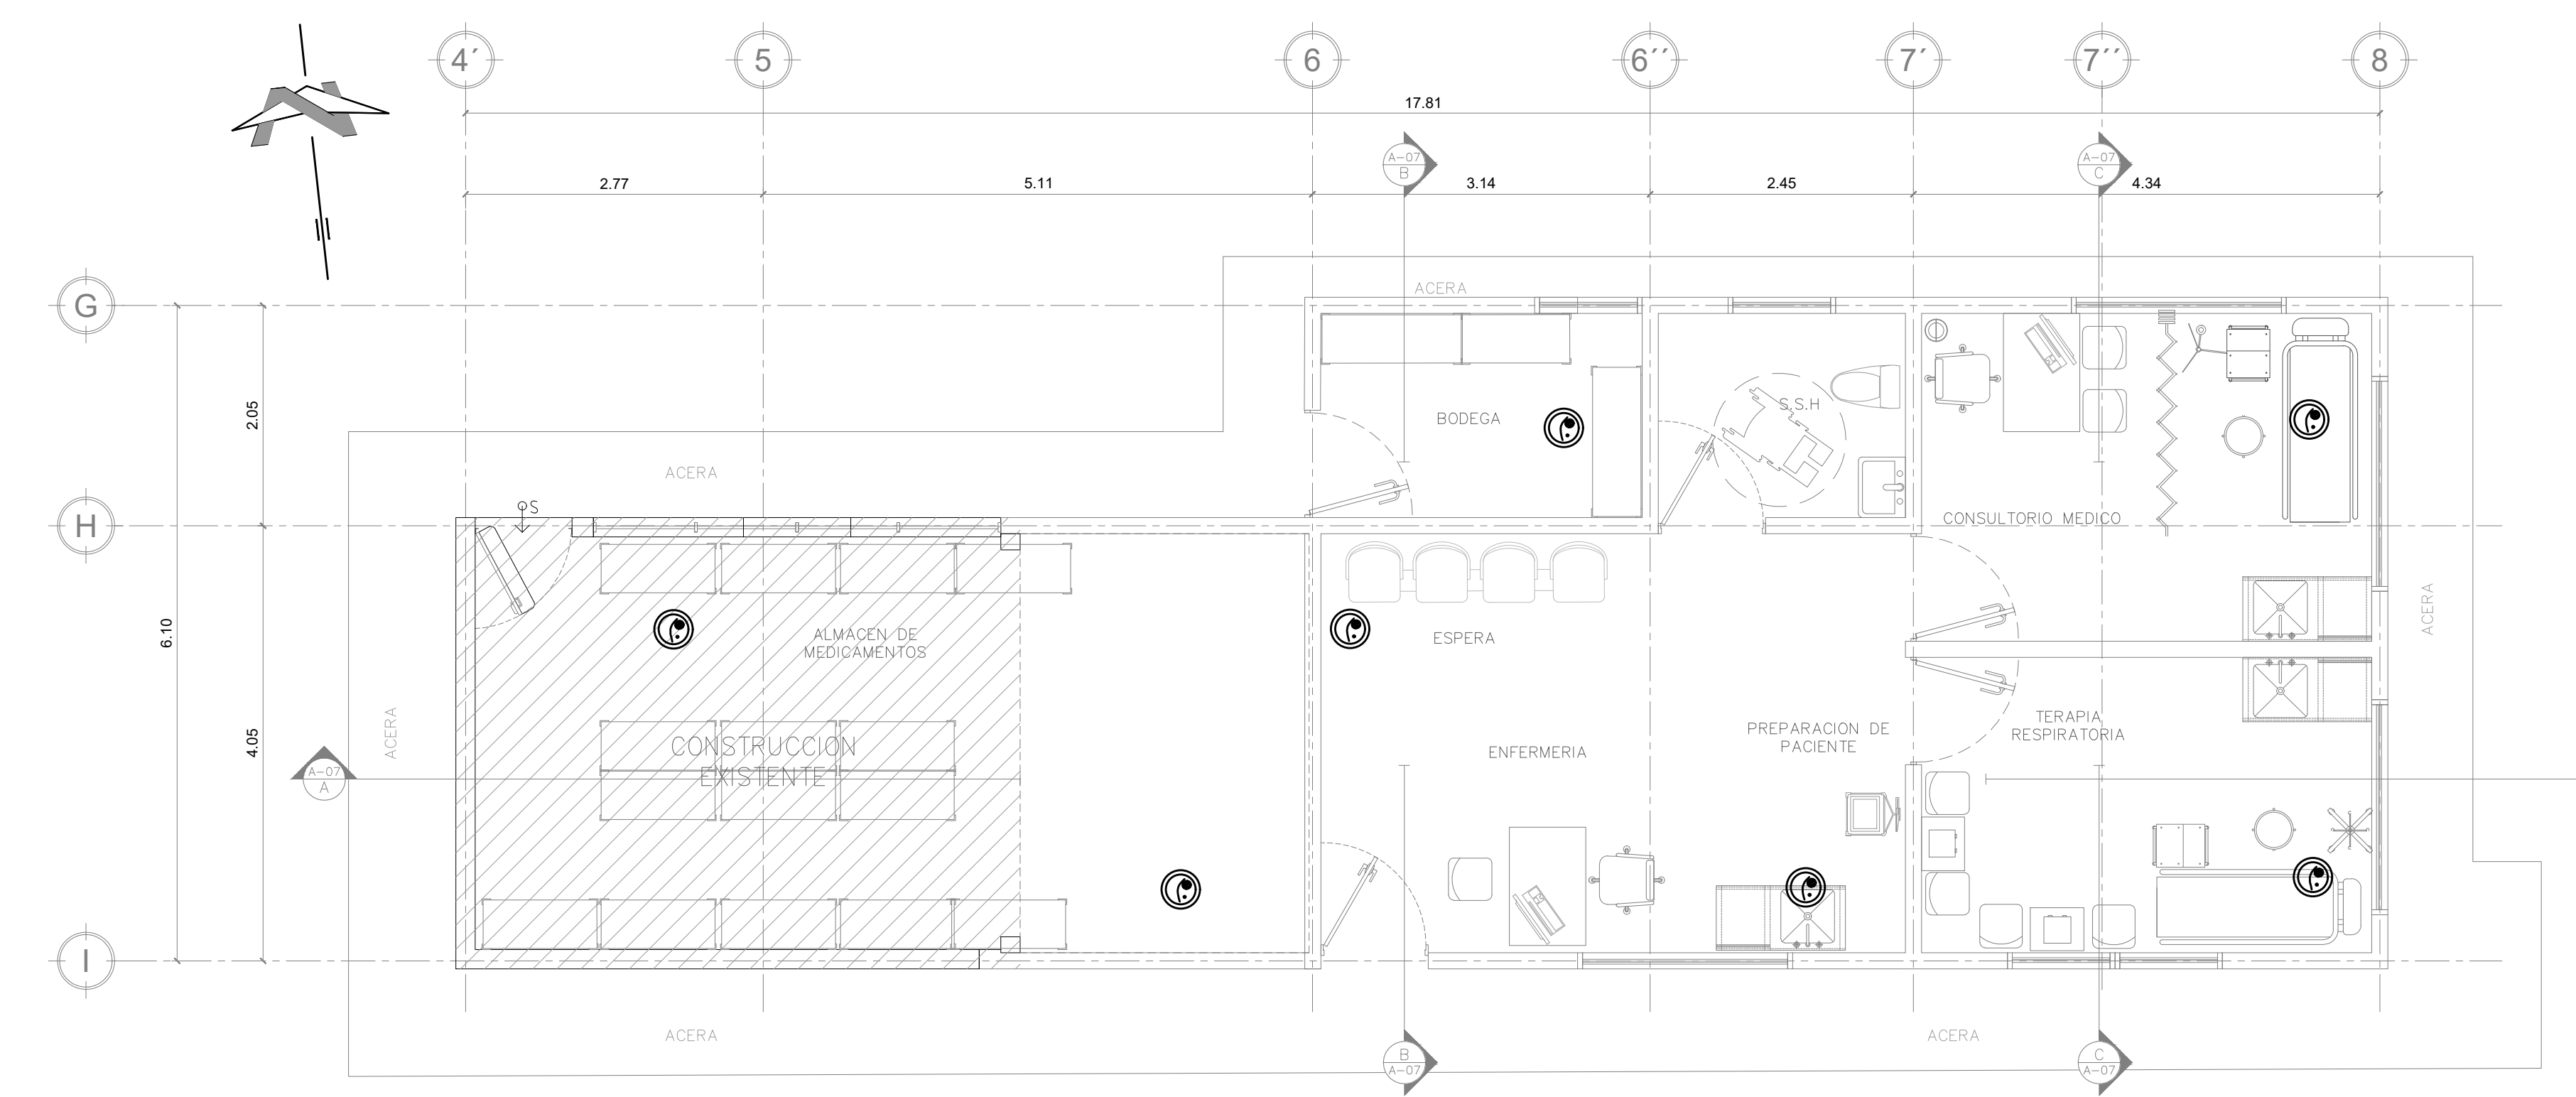 4´ 5 6 6´´ 7´ 7´´ 8
17.81
A-07
B
A-07
C
2.77 5.11 3.14 2.45 4.34
G
ACERA
2.05
BODEGA
S.S.H
ACERA
S
H
CONSULTORIO MEDICO
6.10
ALMACEN DE
MEDICAMENTOS
ESPERA
ACERA
4.05
ACERA
CONSTRUCCION
EXISTENTE
ENFERMERIA
PREPARACION DE
PACIENTE
TERAPIA
RESPIRATORIA
A-07
A
I
ACERA
ACERA
B
A-07
C
A-07